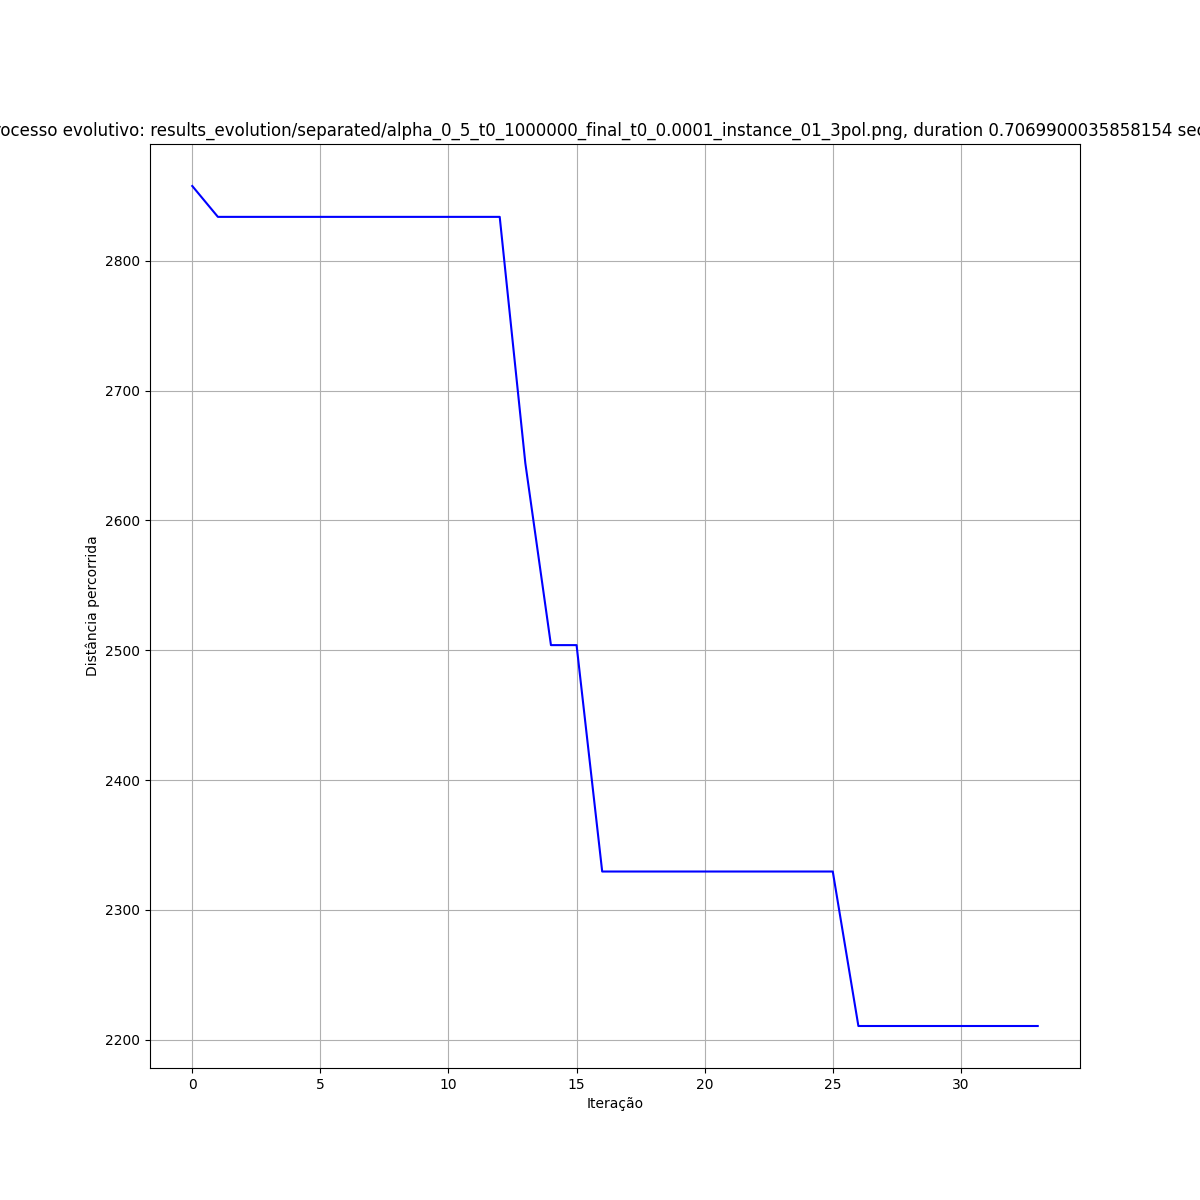 ocesso evolutivo: results_evolution/separated/alpha_0_5_t0_1000000_final_t0_0.0001_instance_01_3pol.png, duration 0.7069900035858154 sec
2800
2700
2600
2500
2400
2300
2200
Distância percorrida
0 5 10 15 20 25 30
Iteração